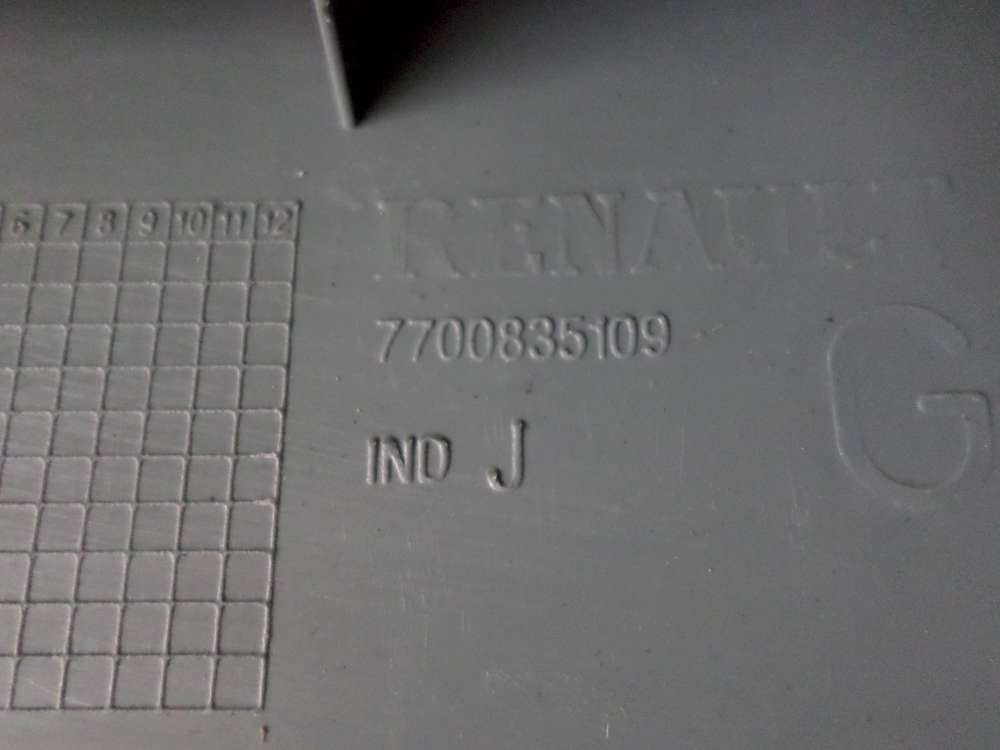 6 7 8 9 10 11 12
RENAULT
7700835109
G
IND J